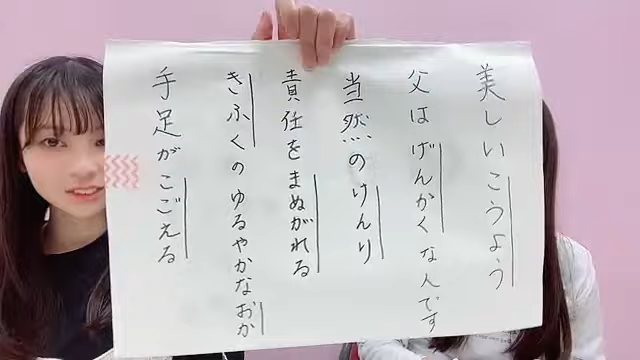 美しいこうよう
父はげんかくなんです
当然のけんり
責任をまぬがれる
きふくのゆるやかなおか
手足がこごえる